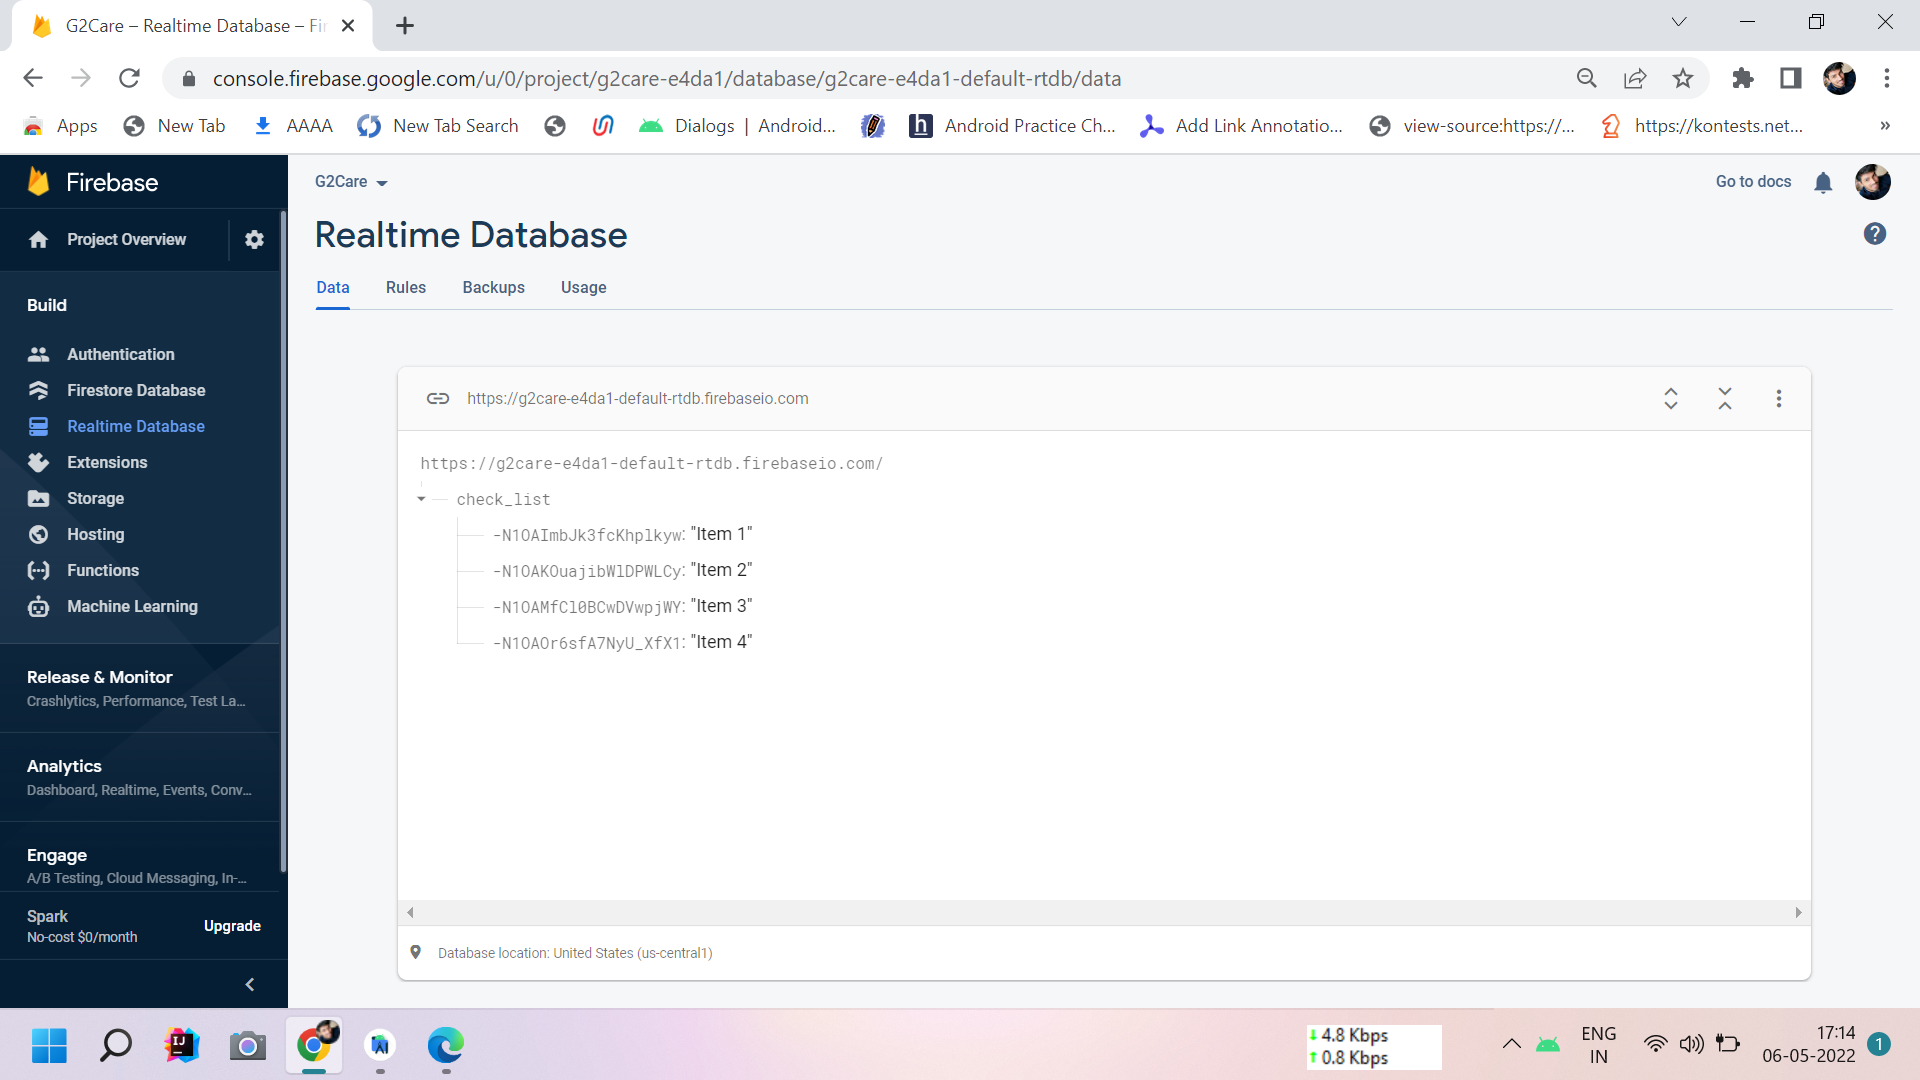 G2Care – Realtime Database – Fi
console.firebase.google.com/u/0/project/g2care-e4da1/database/g2care-e4da1-default-rtdb/data
Apps New Tab AAAA New Tab Search Dialogs | Android... h Android Practice Ch... Add Link Annotatio... view-source:https://... https://kontests.net... »
Firebase
Project Overview
Build
Authentication
Firestore Database
Realtime Database
Extensions
Storage
Hosting
Functions
Machine Learning
Release & Monitor
Crashlytics, Performance, Test La...
Analytics
Dashboard, Realtime, Events, Conv...
Engage
A/B Testing, Cloud Messaging, In-...
Spark
No-cost $0/month
Upgrade
G2Care
Go to docs
Realtime Database
?
Data Rules Backups Usage
https://g2care-e4da1-default-rtdb.firebaseio.com
https://g2care-e4da1-default-rtdb.firebaseio.com/
check_list
-N1OAImbJk3fcKhplkyw: "Item 1"
-N1OAKOuajibWlDPWLCy: "Item 2"
-N1OAMfCl0BCwDVwpjWY: "Item 3"
-N1OAOr6sfA7NyU_XfX1: "Item 4"
Database location: United States (us-central1)
IJ
4.8 Kbps
0.8 Kbps
ENG
IN
17:14
06-05-2022
1